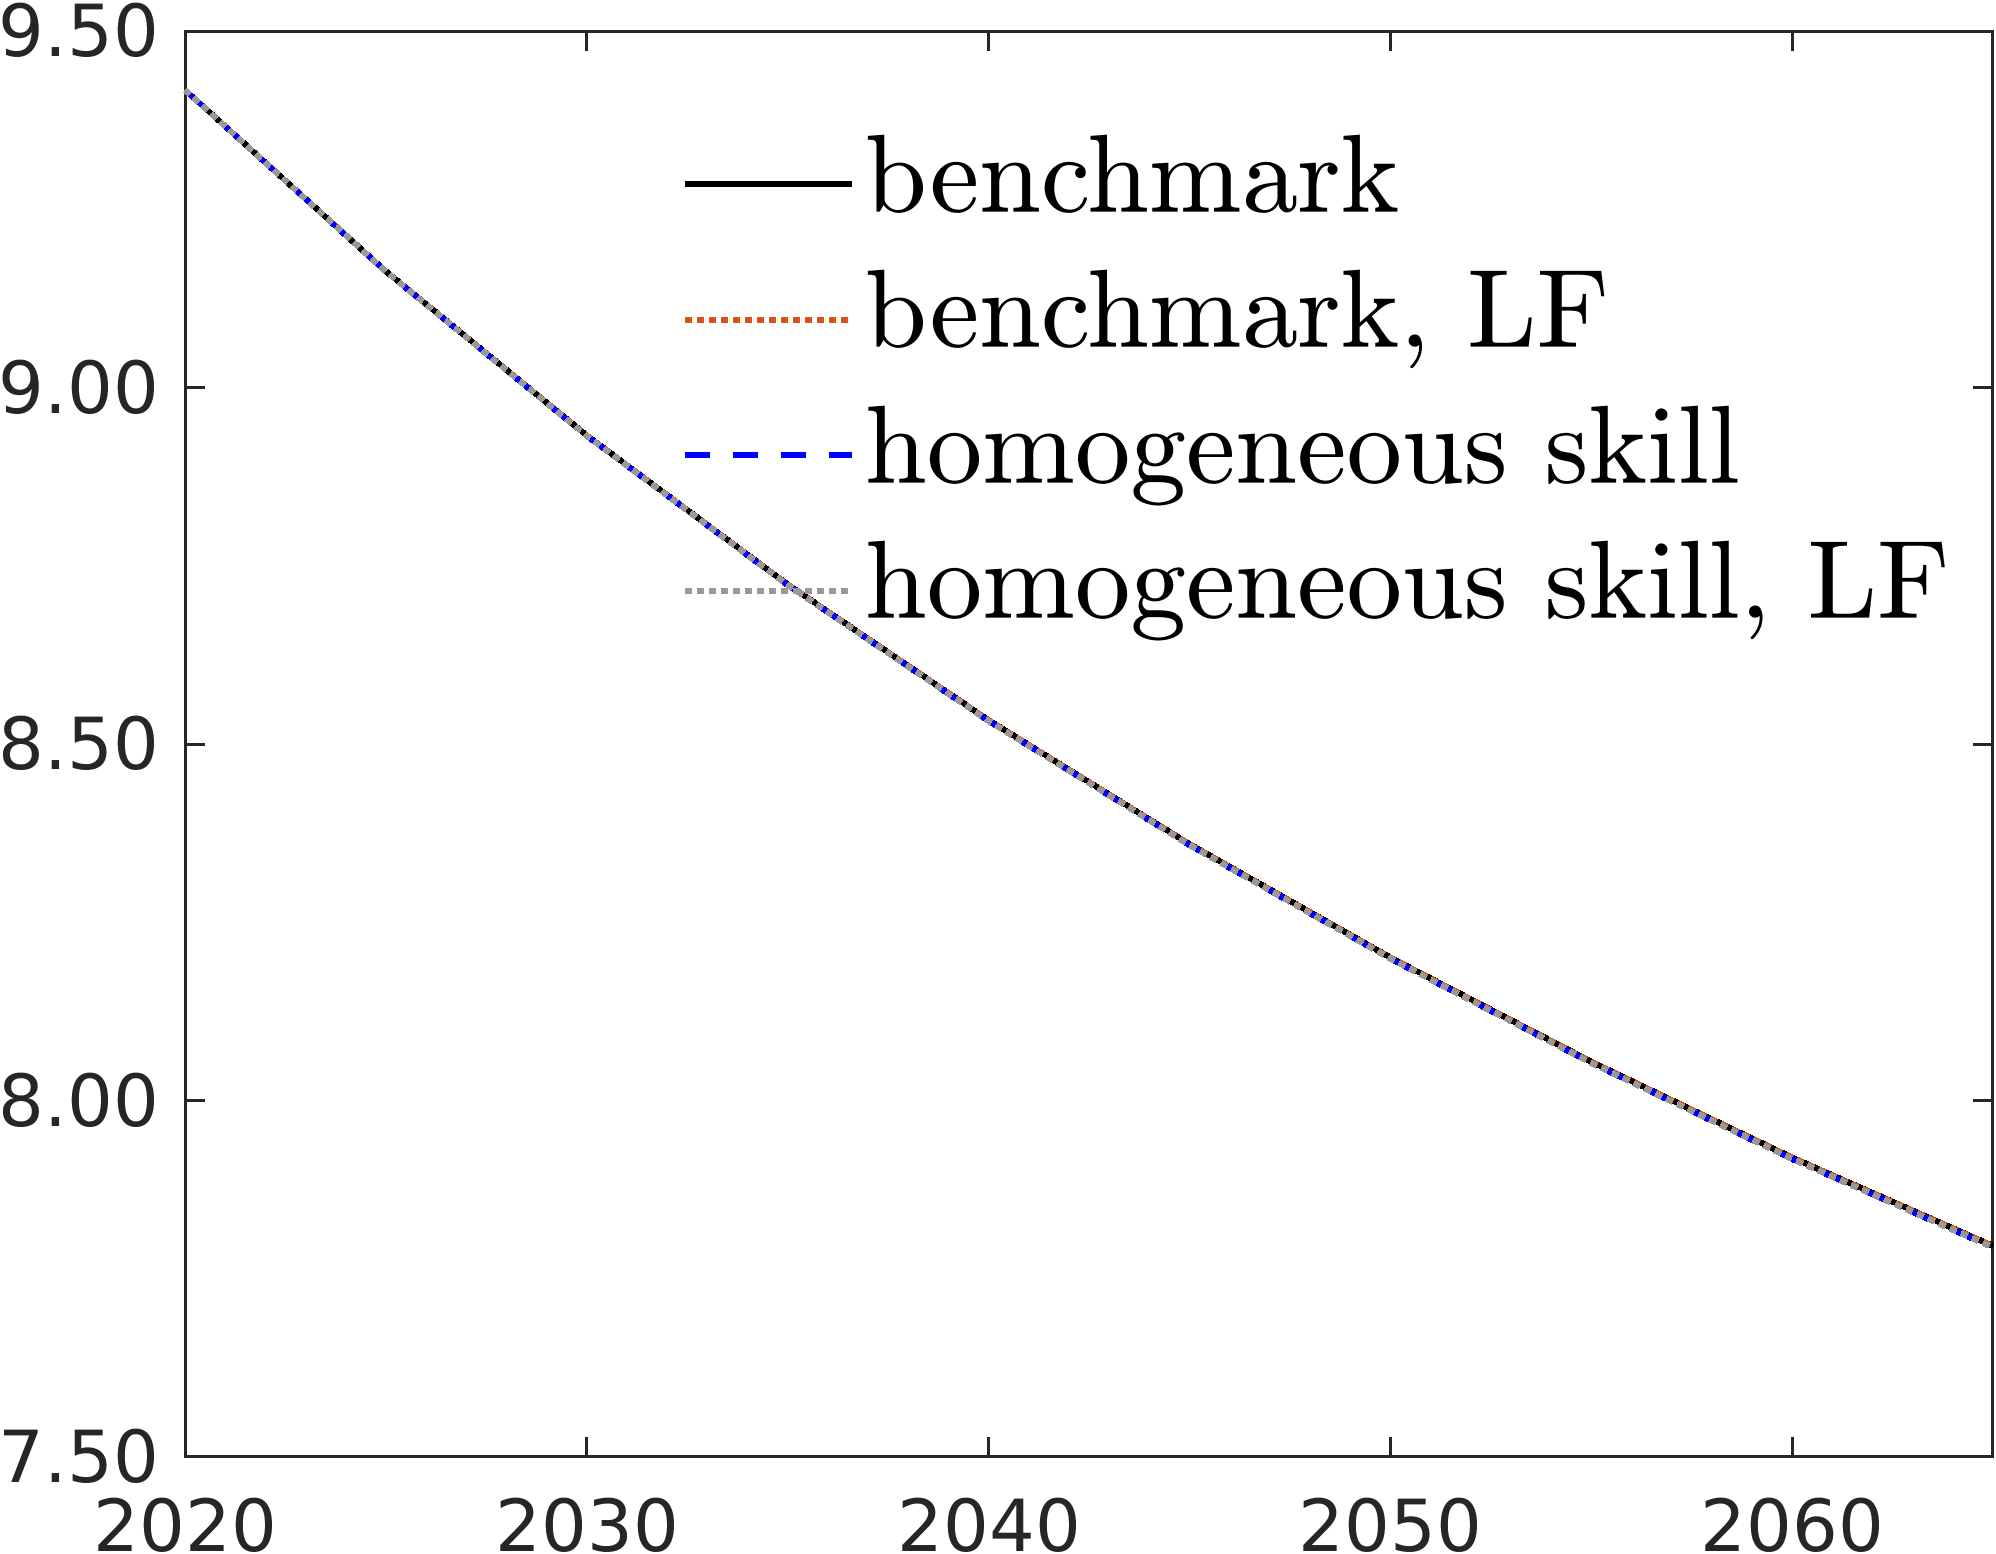 9.50
benchmark
benchmark, LF
9.00
homogeneous skill
homogeneous skill, LF
8.50
8.00
7.50
2020 2030 2040 2050 2060